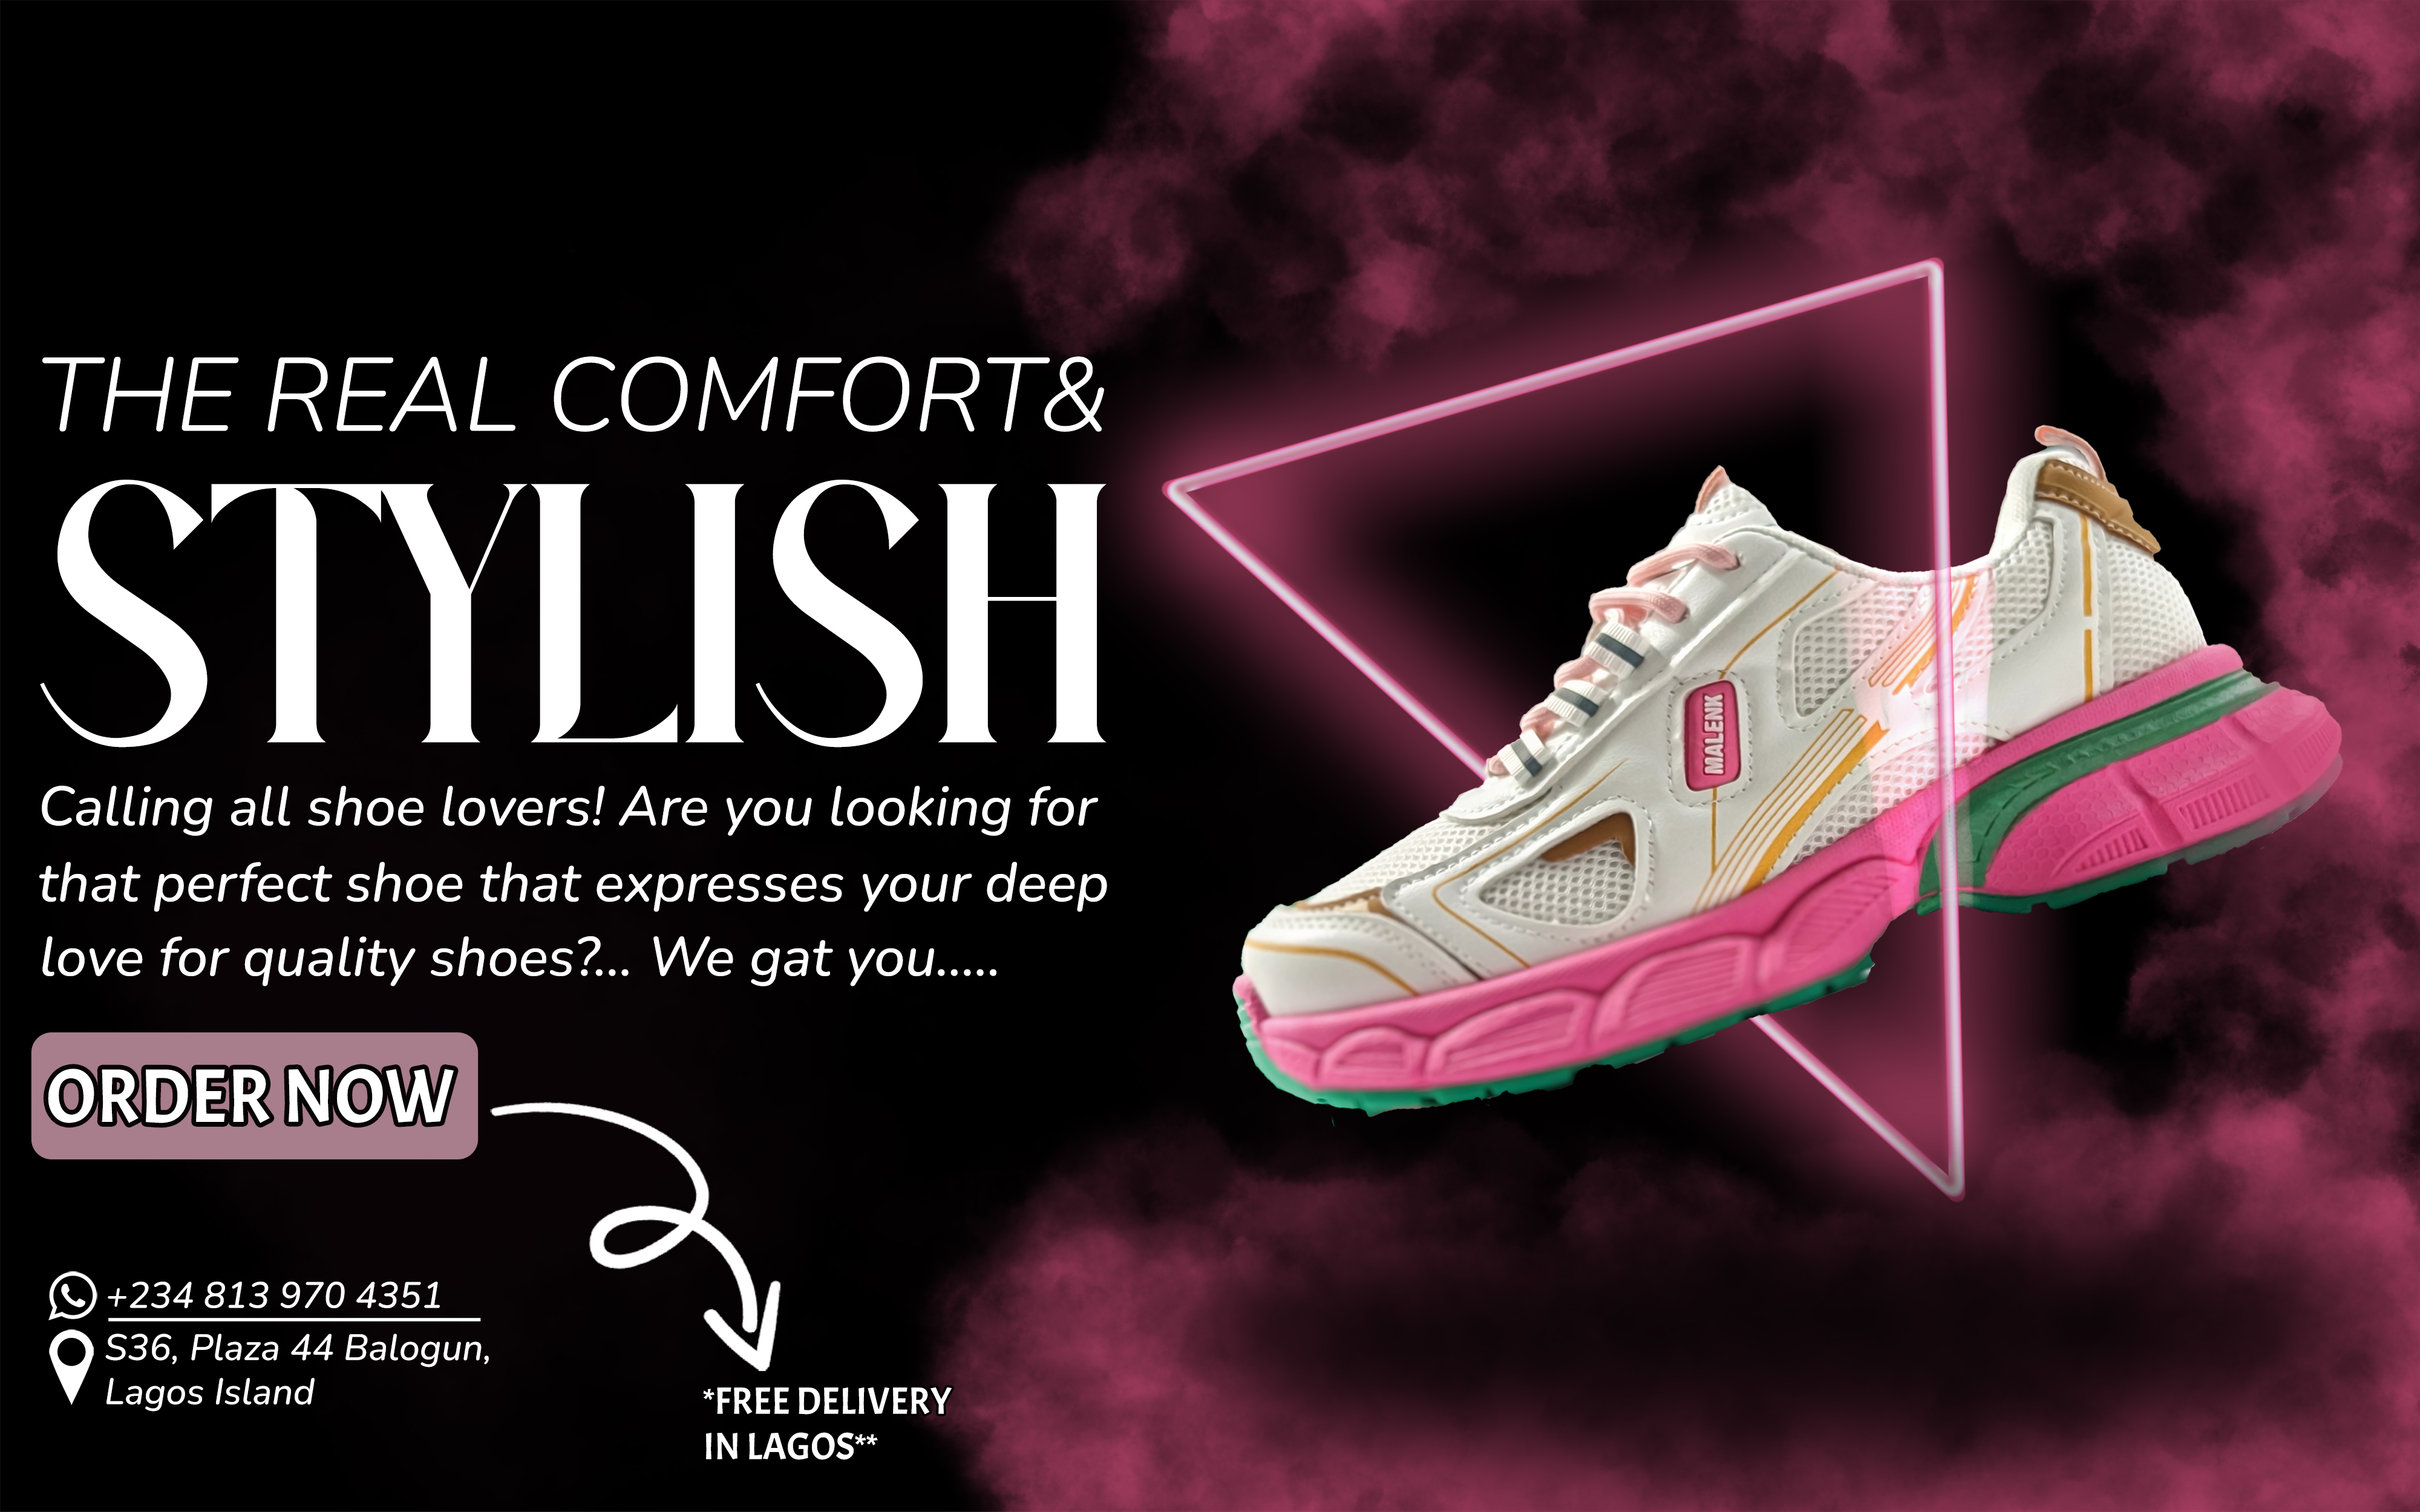 THE REAL COMFORT&
STYLISH
Calling all shoe lovers! Are you looking for
that perfect shoe that expresses your deep
love for quality shoes?... We gat you.....
ORDER NOW
+234 813 970 4351
S36, Plaza 44 Balogun,
Lagos Island
*FREE DELIVERY
IN LAGOS**
MALENK